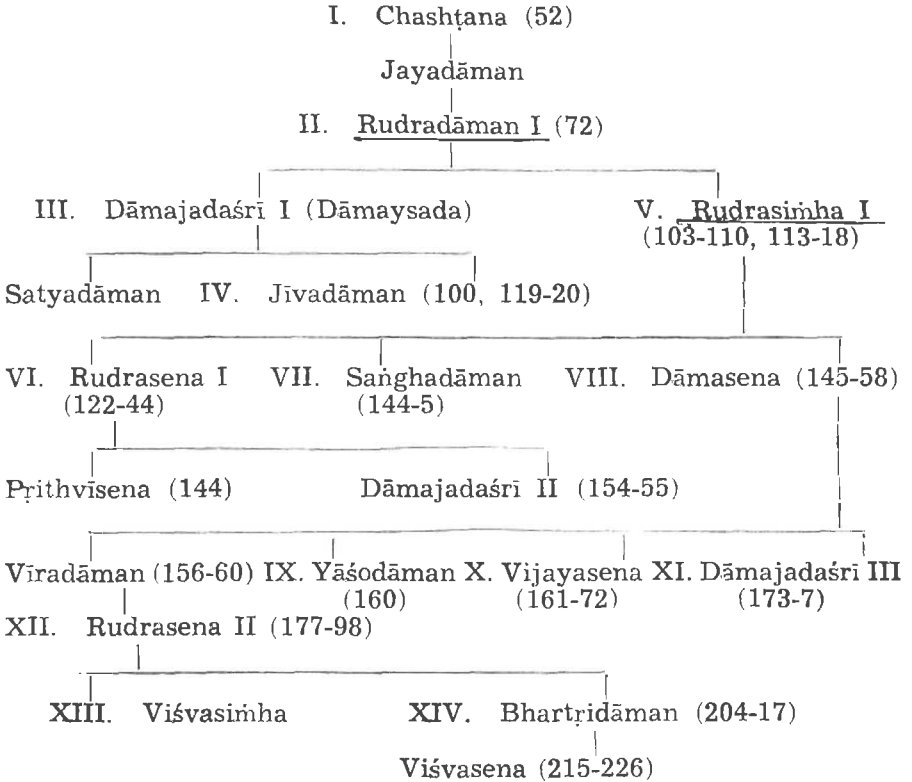 I. Chashṭana (52)
Jayadāman
II. Rudradāman I (72)
III. Dāmajadaśrī I (Dāmaysada) V. Rudrasiṁha I
(103-110, 113-18)
Satyadāman IV. Jīvadāman (100, 119-20)
VI. Rudrasena I VII. Saṅghadāman VIII. Dāmasena (145-58)
(122-44) (144-5)
Pṛithvīsena (144) Dāmajadaśrī II (154-55)
Vīradāman (156-60) IX. Yāśodāman X. Vijayasena XI. Dāmajadaśrī III
(160) (161-72) (173-7)
XII. Rudrasena II (177-98)
XIII. Viśvasiṁha XIV. Bhartṛidāman (204-17)
Viśvasena (215-226)